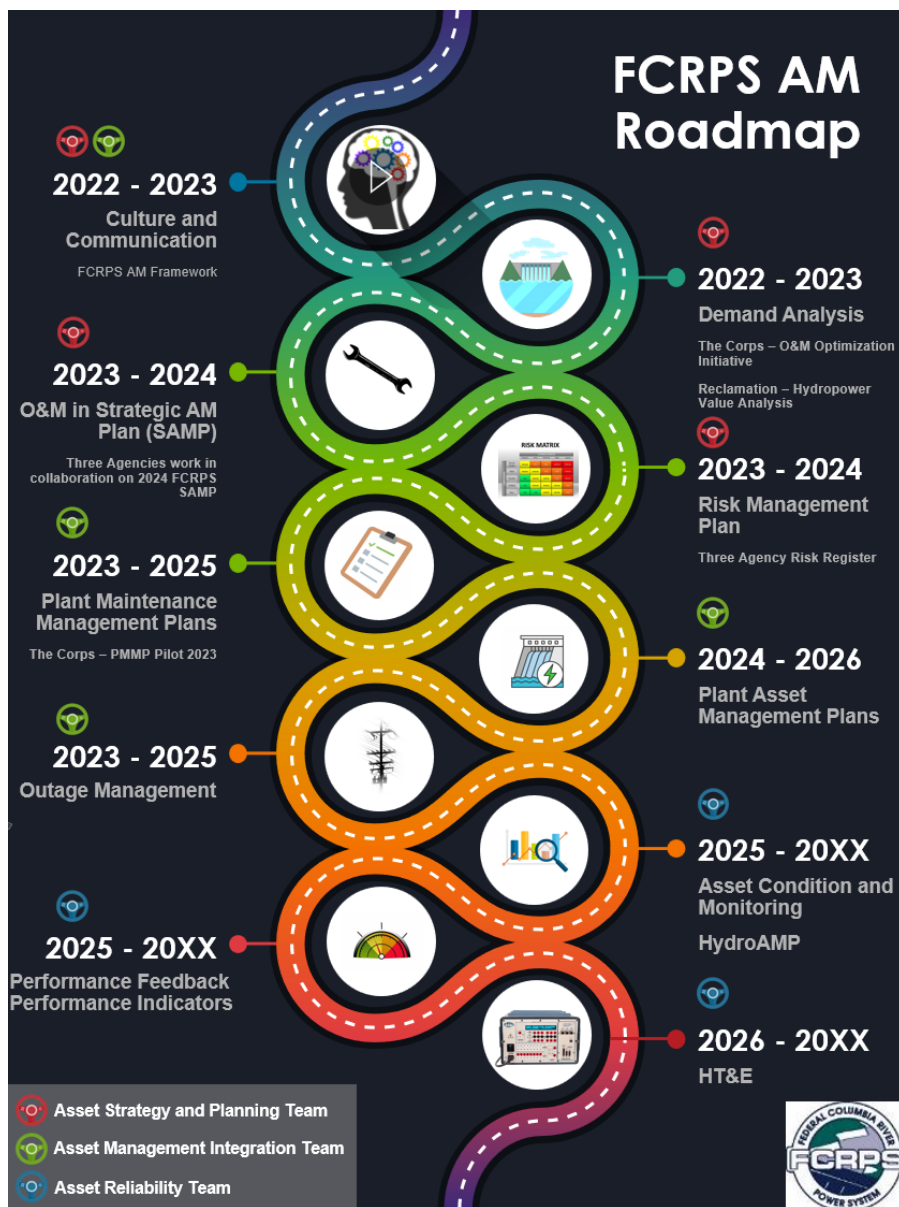 FCRPS AM
Roadmap
2022 - 2023
Culture and
Communication
FCRPS AM Framework
2022 - 2023
Demand Analysis
The Corps – O&M Optimization
Initiative
Reclamation – Hydropower
Value Analysis
2023 - 2024
O&M in Strategic AM
Plan (SAMP)
Three Agencies work in
collaboration on 2024 FCRPS
SAMP
RISK MATRIX
2023 - 2024
Risk Management
Plan
Three Agency Risk Register
2023 - 2025
Plant Maintenance
Management Plans
The Corps – PMMP Pilot 2023
2024 - 2026
Plant Asset
Management Plans
2023 - 2025
Outage Management
2025 - 20XX
Asset Condition and
Monitoring
HydroAMP
2025 - 20XX
Performance Feedback
Performance Indicators
2026 - 20XX
HT&E
Asset Strategy and Planning Team
Asset Management Integration Team
Asset Reliability Team
FEDERAL COLUMBIA RIVER
FCRPS
POWER SYSTEM